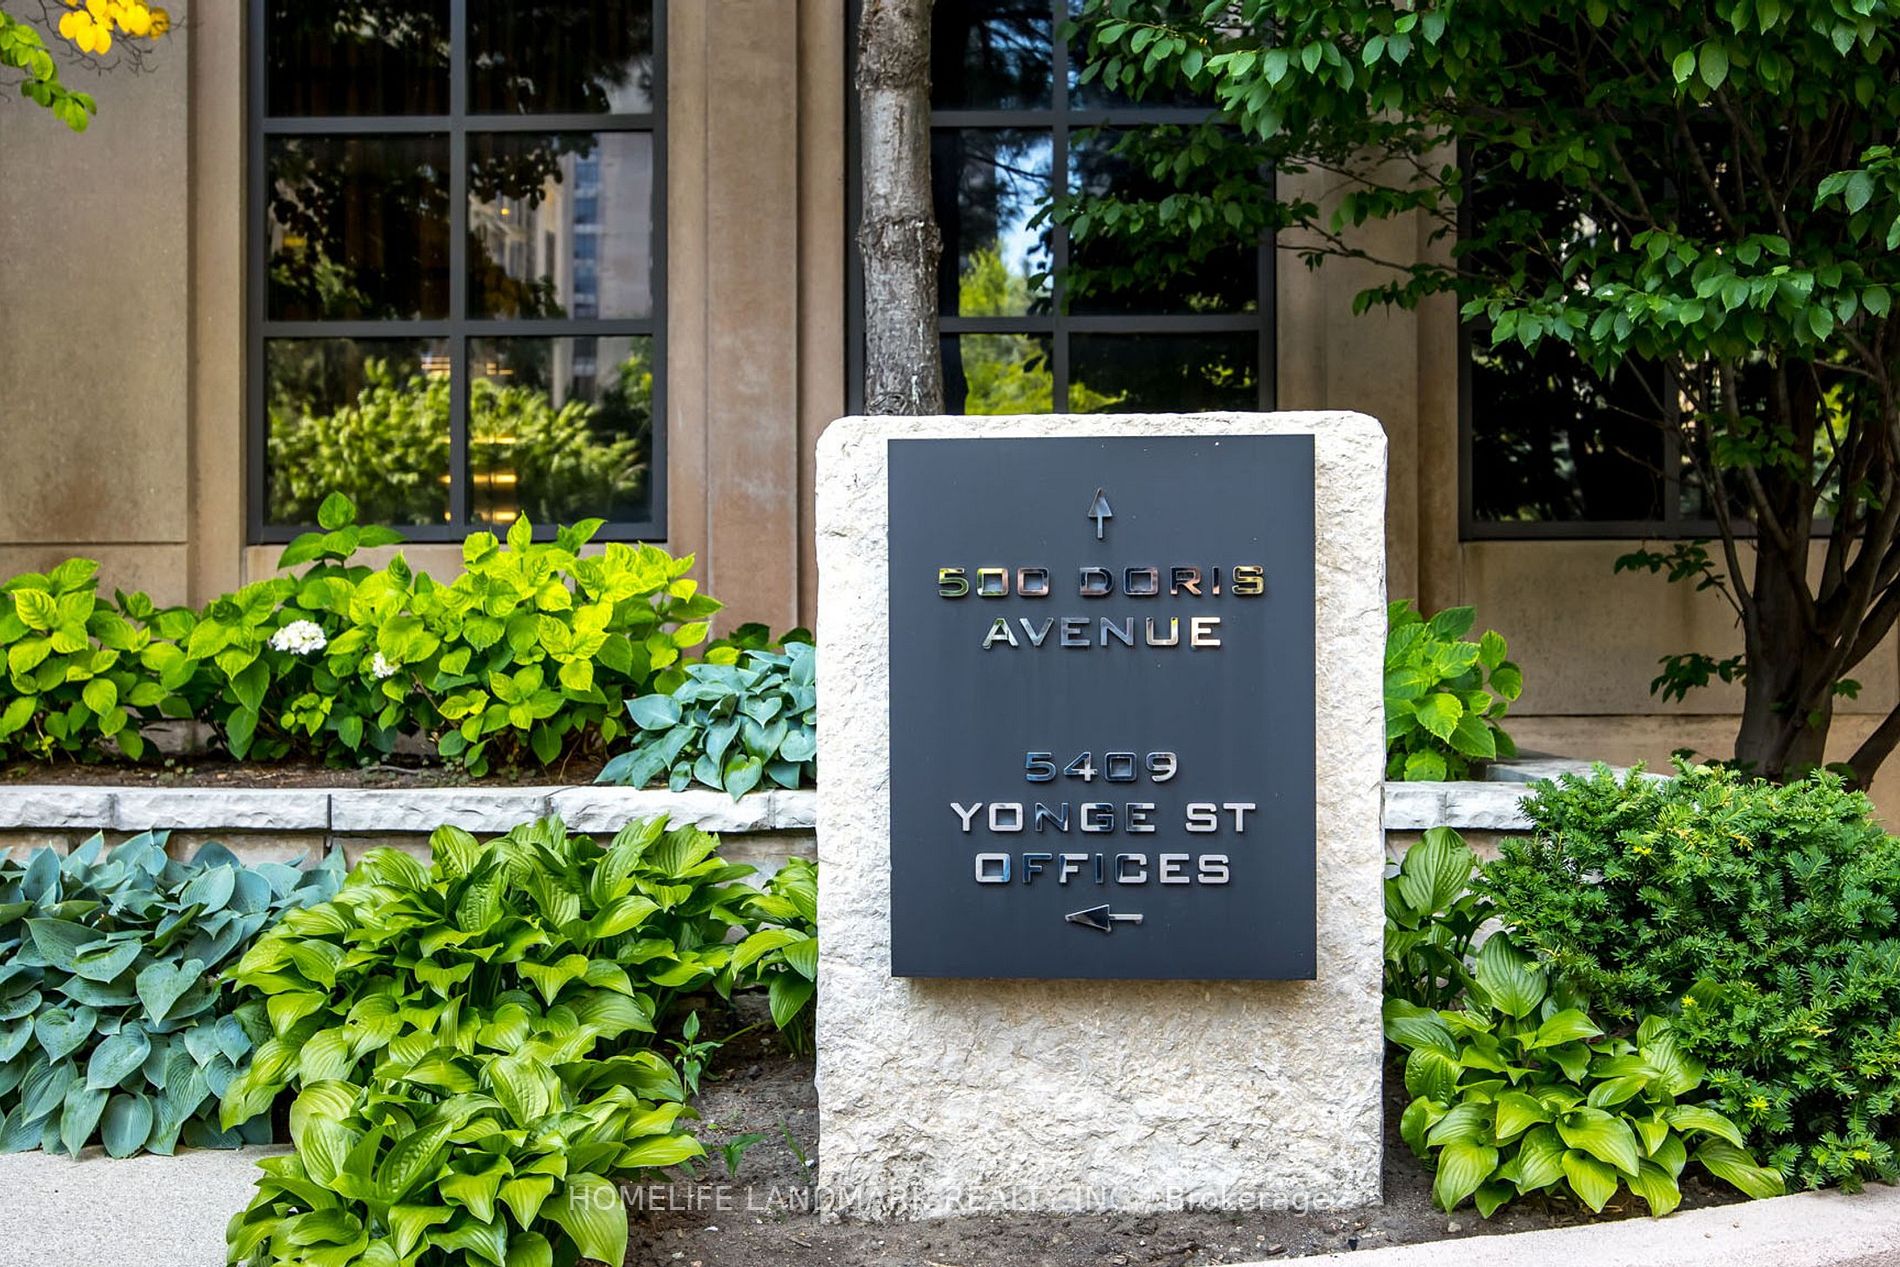 500 DORIS
AVENUE
5409
YONGE ST
OFFICES
HOMELIFE LANDMARK REALTY INC., Brokerage